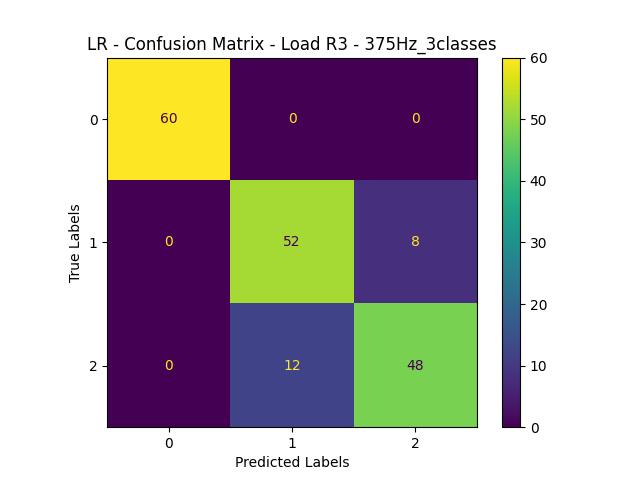 LR - Confusion Matrix - Load R3 - 375Hz_3classes
60
0
60 0 0
50
40
True Labels
1
0 52 8
30
20
2
0 12 48
10
0
0 1 2
Predicted Labels